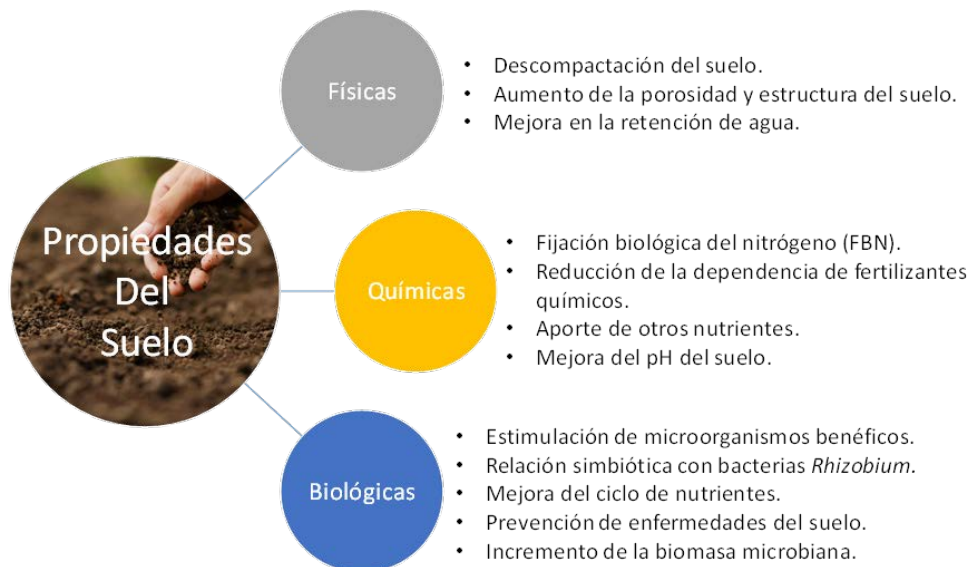 Propiedades
Del
Suelo
Físicas
• Descompactación del suelo.
• Aumento de la porosidad y estructura del suelo.
• Mejora en la retención de agua.
Químicas
• Fijación biológica del nitrógeno (FBN).
• Reducción de la dependencia de fertilizantes
químicos.
• Aporte de otros nutrientes.
• Mejora del pH del suelo.
Biológicas
• Estimulación de microorganismos benéficos.
• Relación simbiótica con bacterias Rhizobium.
• Mejora del ciclo de nutrientes.
• Prevención de enfermedades del suelo.
• Incremento de la biomasa microbiana.